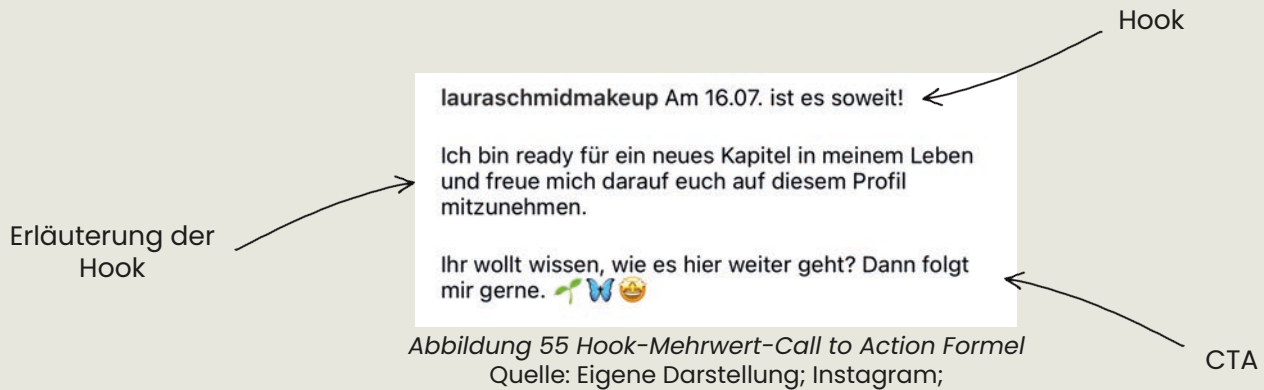 Hook
lauraschmidmakeup Am 16.07. ist es soweit!
Ich bin ready für ein neues Kapitel in meinem Leben
und freue mich darauf euch auf diesem Profil
mitzunehmen.
Erläuterung der
Hook
Ihr wollt wissen, wie es hier weiter geht? Dann folgt
mir gerne. 🌱🦋🤩
CTA
Abbildung 55 Hook-Mehrwert-Call to Action Formel
Quelle: Eigene Darstellung; Instagram;